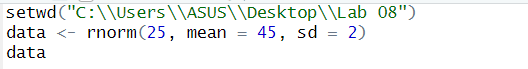 setwd("C:\\Users\\ASUS\\Desktop\\Lab 08")
data <- rnorm(25, mean = 45, sd = 2)
data